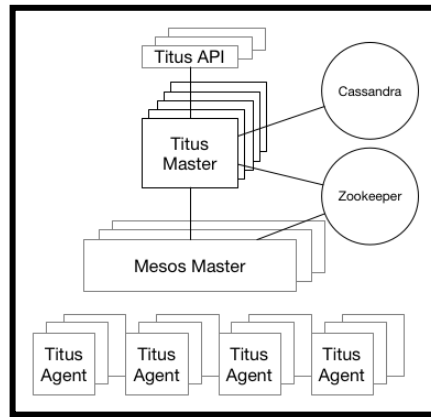 Titus API
Cassandra
Titus
Master
Zookeeper
Mesos Master
Titus
Agent
Titus
Agent
Titus
Agent
Titus
Agent